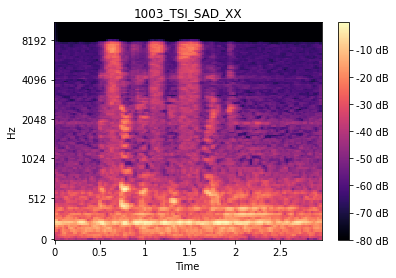 1003_TSI_SAD_XX
8192
4096
2048
1024
512
0
Hz
0
0.5
1
1.5
2
2.5
Time
-10 dB
-20 dB
-30 dB
-40 dB
-50 dB
-60 dB
-70 dB
-80 dB